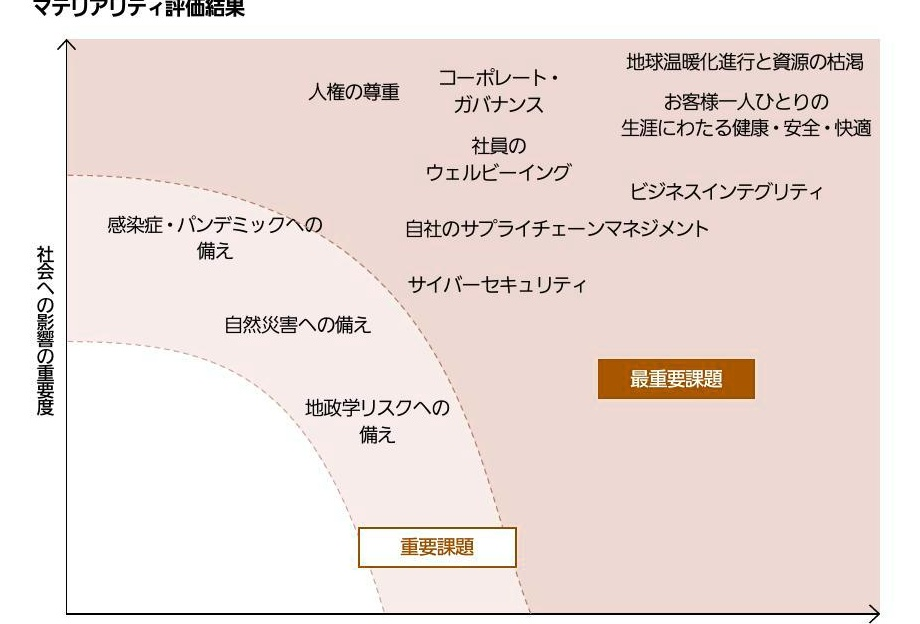 マテリアリティ評価結果
地球温暖化進行と資源の枯渇
コーポレート・
ガバナンス
人権の尊重
お客様一人ひとりの
生涯にわたる健康・安全・快適
社員の
ウェルビーイング
ビジネスインテグリティ
自社のサプライチェーンマネジメント
感染症・パンデミックへの
備え
サイバーセキュリティ
自然災害への備え
社会への影響の重要度
最重要課題
地政学リスクへの
備え
重要課題